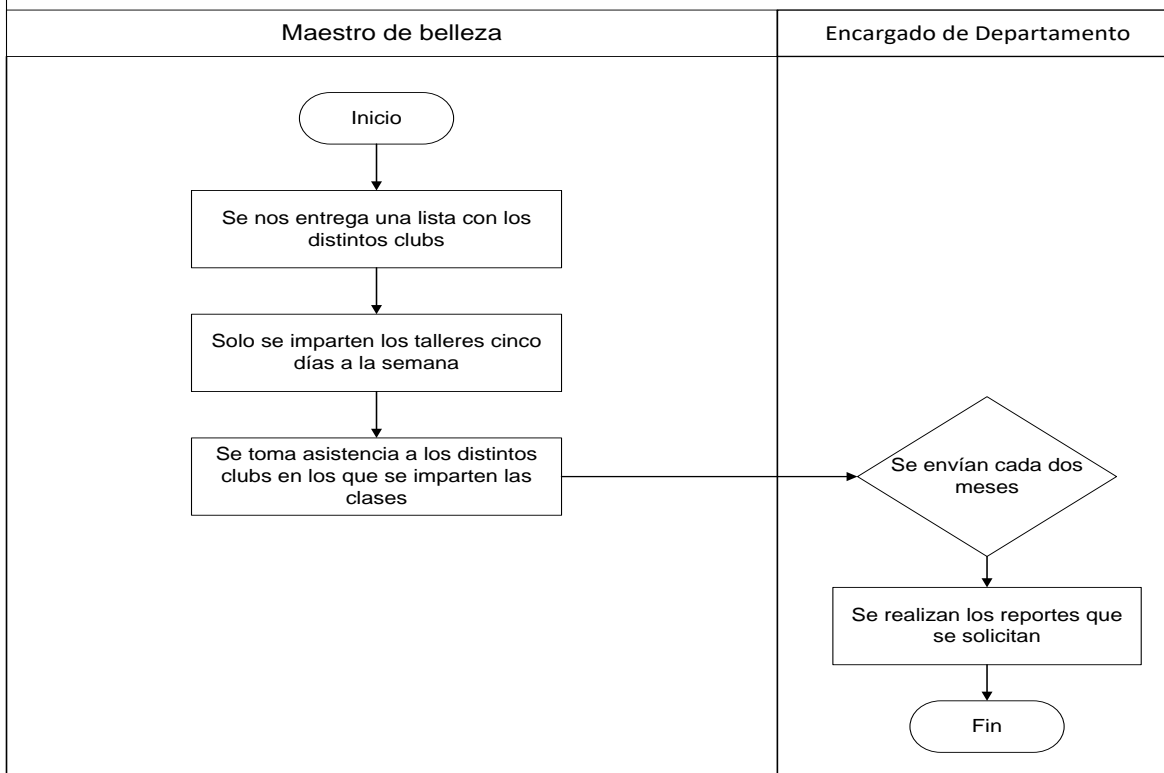 Maestro de belleza
Encargado de Departamento
Inicio
Se nos entrega una lista con los
distintos clubs
Solo se imparten los talleres cinco
días a la semana
Se toma asistencia a los distintos
clubs en los que se imparten las
clases
Se envían cada dos
meses
Se realizan los reportes que
se solicitan
Fin